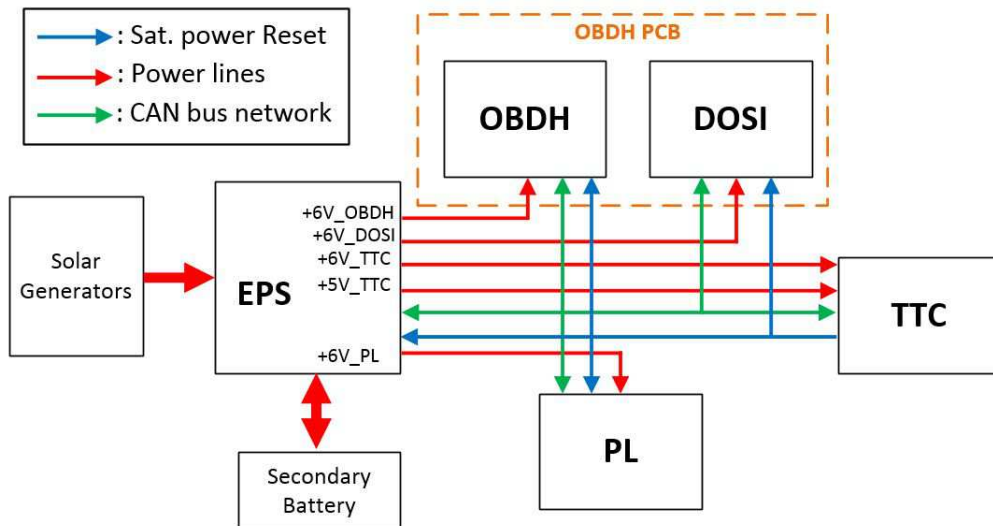 : Sat. power Reset
: Power lines
: CAN bus network
OBDH PCB
OBDH
DOSI
Solar
Generators
EPS
+6V_OBDH
+6V_DOSI
+6V_TTC
+5V_TTC
+6V_PL
TTC
PL
Secondary
Battery